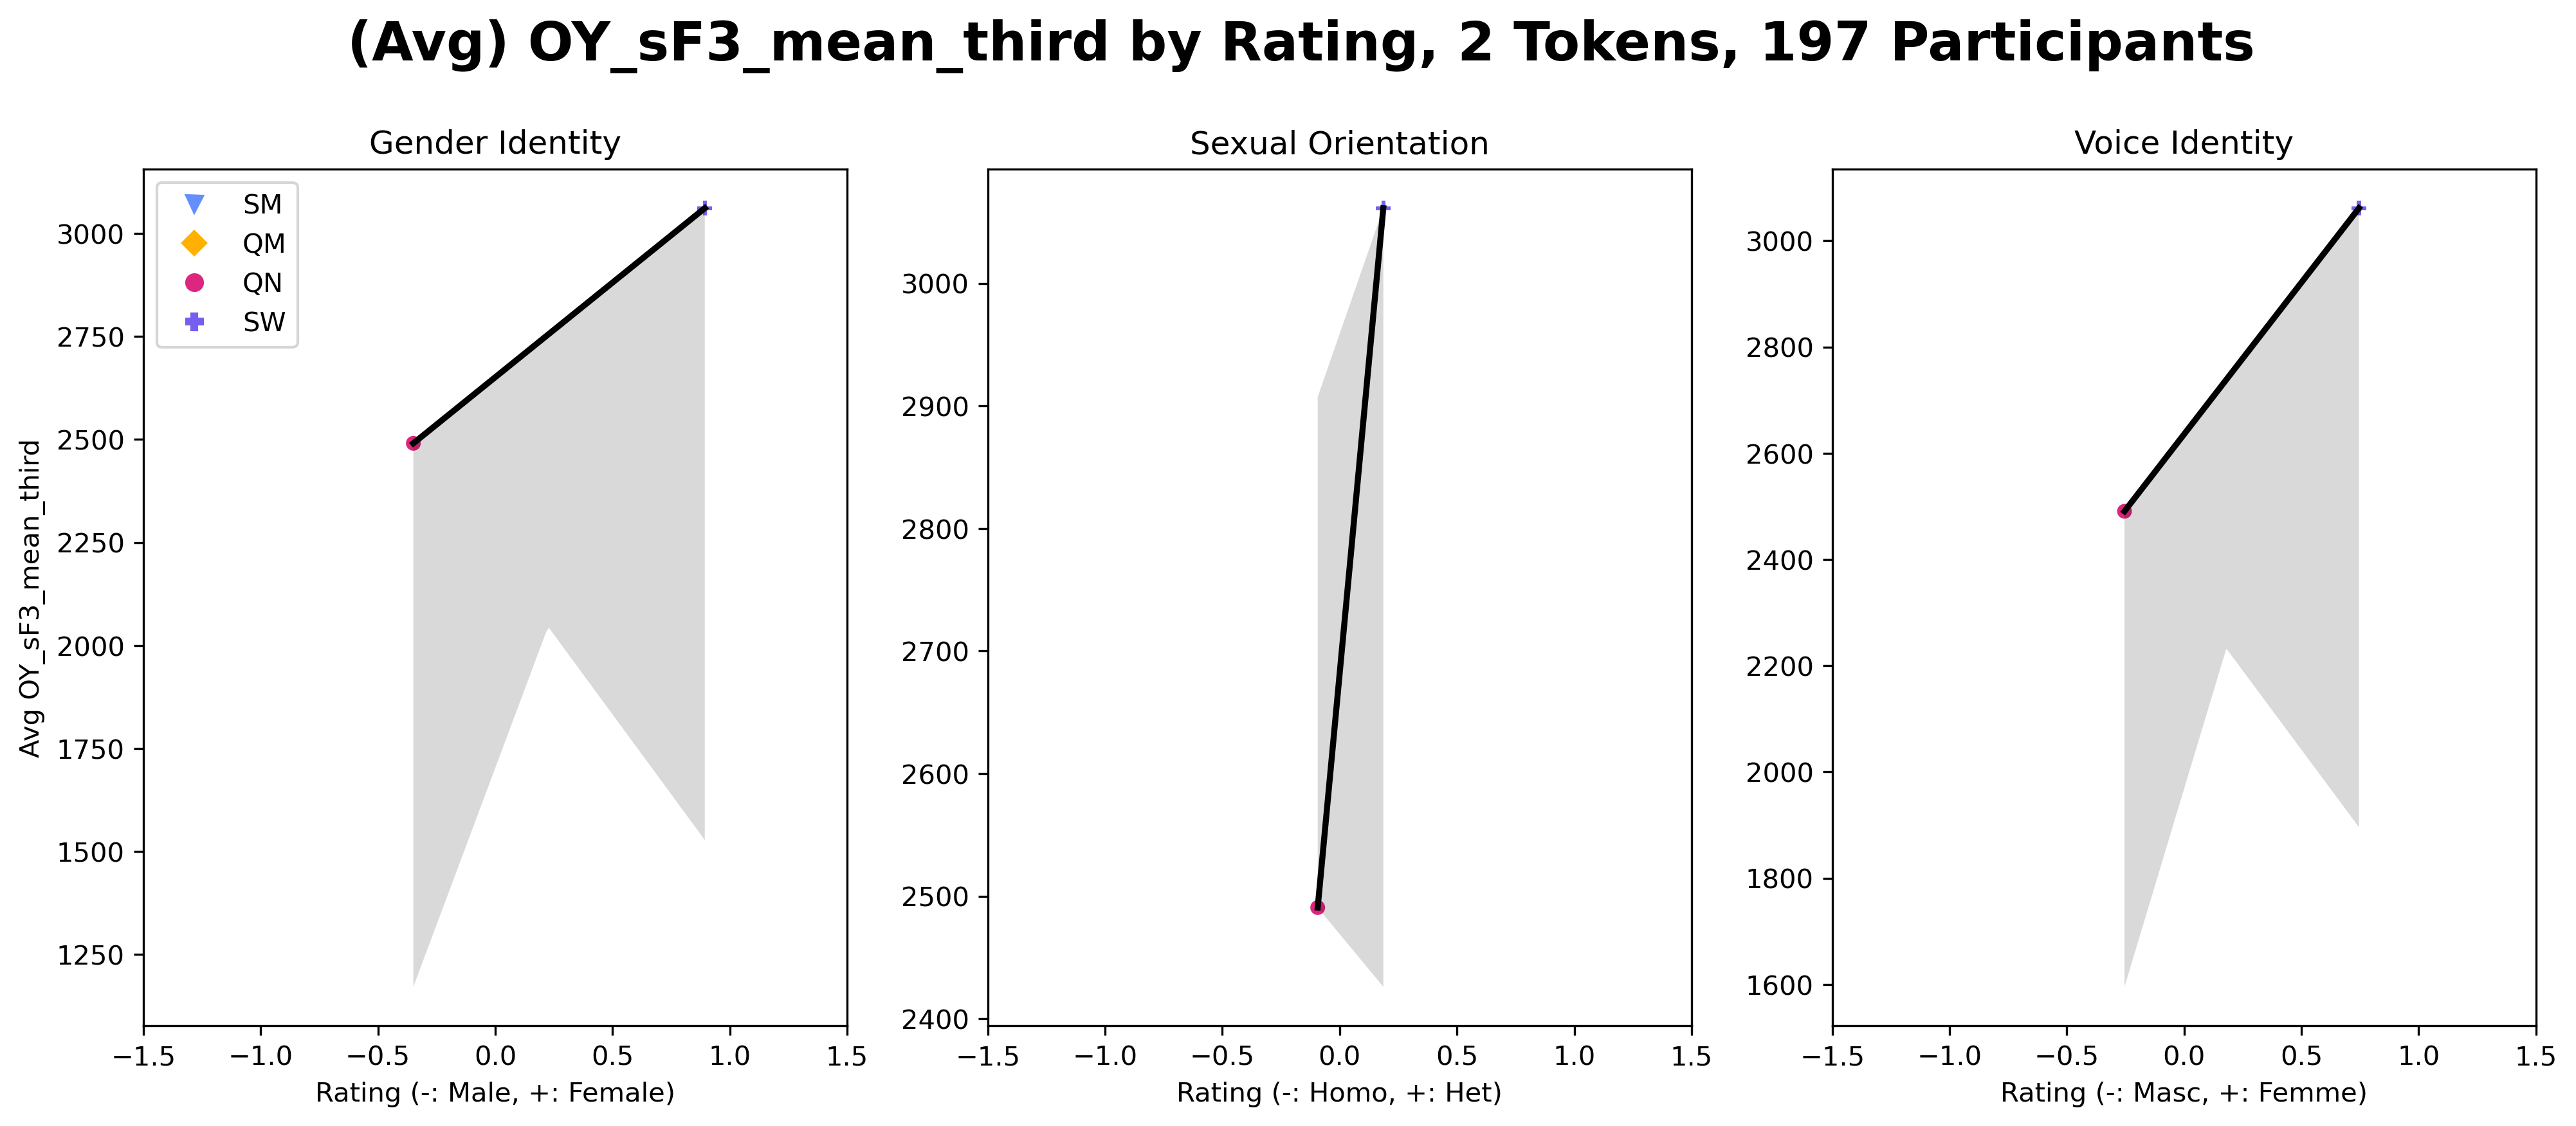 (Avg) OY_sF3_mean_third by Rating, 2 Tokens, 197 Participants
Gender Identity
SM
QM
QN
SW
Avg OY_sF3_mean_third
3000
2750
2500
2250
2000
1750
1500
1250
−1.5 −1.0 −0.5 0.0 0.5 1.0 1.5
Rating (-: Male, +: Female)
Sexual Orientation
3000
2900
2800
2700
2600
2500
2400
−1.5 −1.0 −0.5 0.0 0.5 1.0 1.5
Rating (-: Homo, +: Het)
Voice Identity
3000
2800
2600
2400
2200
2000
1800
1600
−1.5 −1.0 −0.5 0.0 0.5 1.0 1.5
Rating (-: Masc, +: Femme)